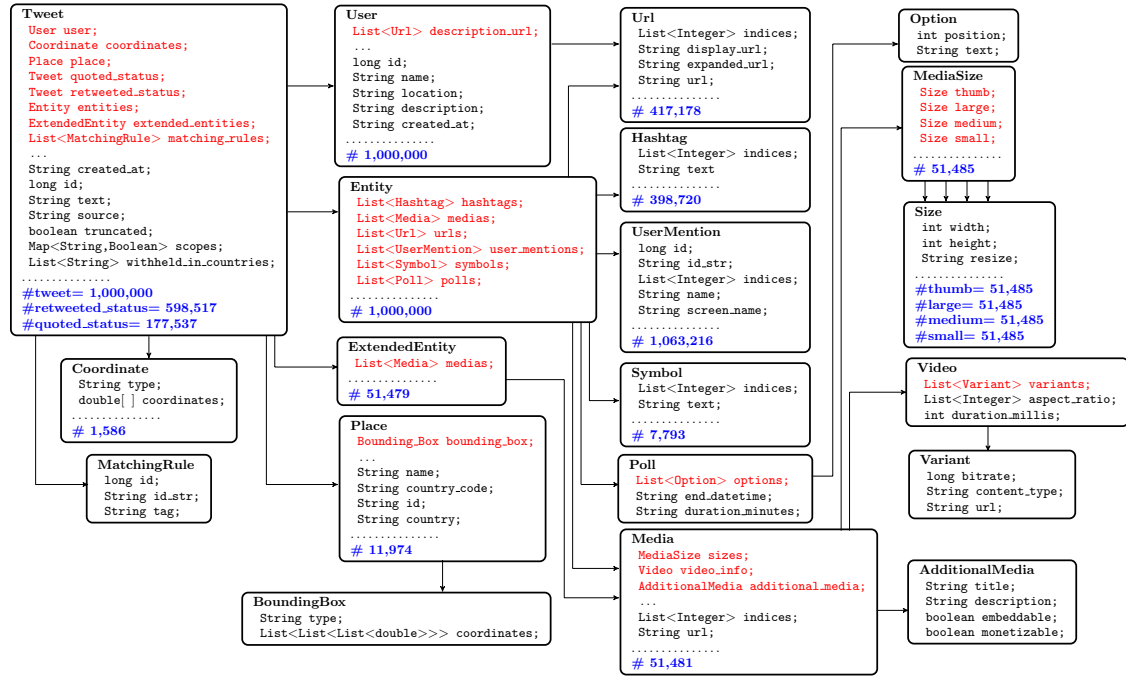 Tweet
User user;
Coordinate coordinates;
Place place;
Tweet quoted_status;
Tweet retweeted_status;
Entity entities;
ExtendedEntity extended_entities;
List<MatchingRule> matching_rules;
...
String created_at;
long id;
String text;
String source;
boolean truncated;
Map<String,Boolean> scopes;
List<String> withheld_in_countries;
...............
#tweet= 1,000,000
#retweeted_status= 598,517
#quoted_status= 177,537
Coordinate
String type;
double[ ] coordinates;
...............
# 1,586
MatchingRule
long id;
String id_str;
String tag;
User
List<Url> description_url;
...
long id;
String name;
String location;
String description;
String created_at;
...............
# 1,000,000
Entity
List<Hashtag> hashtags;
List<Media> medias;
List<Url> urls;
List<UserMention> user_mentions;
List<Symbol> symbols;
List<Poll> polls;
...............
# 1,000,000
ExtendedEntity
List<Media> medias;
...............
# 51,479
Place
Bounding_Box bounding_box;
...
String name;
String country_code;
String id;
String country;
...............
# 11,974
BoundingBox
String type;
List<List<List<double>>> coordinates;
Url
List<Integer> indices;
String display_url;
String expanded_url;
String url;
...............
# 417,178
Hashtag
List<Integer> indices;
String text
...............
# 398,720
UserMention
long id;
String id_str;
List<Integer> indices;
String name;
String screen_name;
...............
# 1,063,216
Symbol
List<Integer> indices;
String text;
...............
# 7,793
Poll
List<Option> options;
String end_datetime;
String duration_minutes;
Media
MediaSize sizes;
Video video_info;
AdditionalMedia additional_media;
...
List<Integer> indices;
String url;
...............
# 51,481
Option
int position;
String text;
MediaSize
Size thumb;
Size large;
Size medium;
Size small;
...............
# 51,485
Size
int width;
int height;
String resize;
...............
#thumb= 51,485
#large= 51,485
#medium= 51,485
#small= 51,485
Video
List<Variant> variants;
List<Integer> aspect_ratio;
int duration_millis;
Variant
long bitrate;
String content_type;
String url;
AdditionalMedia
String title;
String description;
boolean embeddable;
boolean monetizable;